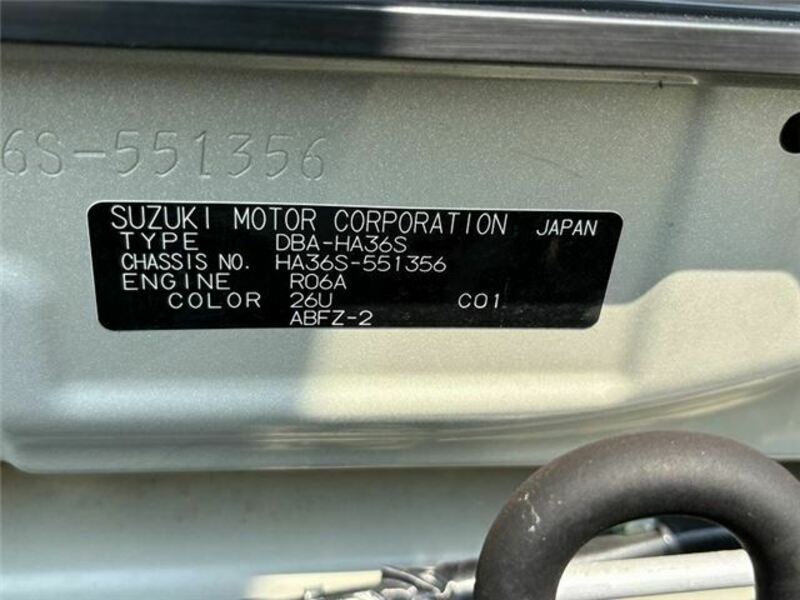 6S-551356
SUZUKI MOTOR CORPORATION JAPAN
TYPE DBA-HA36S
CHASSIS NO. HA36S-551356
ENGINE R06A
COLOR 26U C01
ABFZ-2